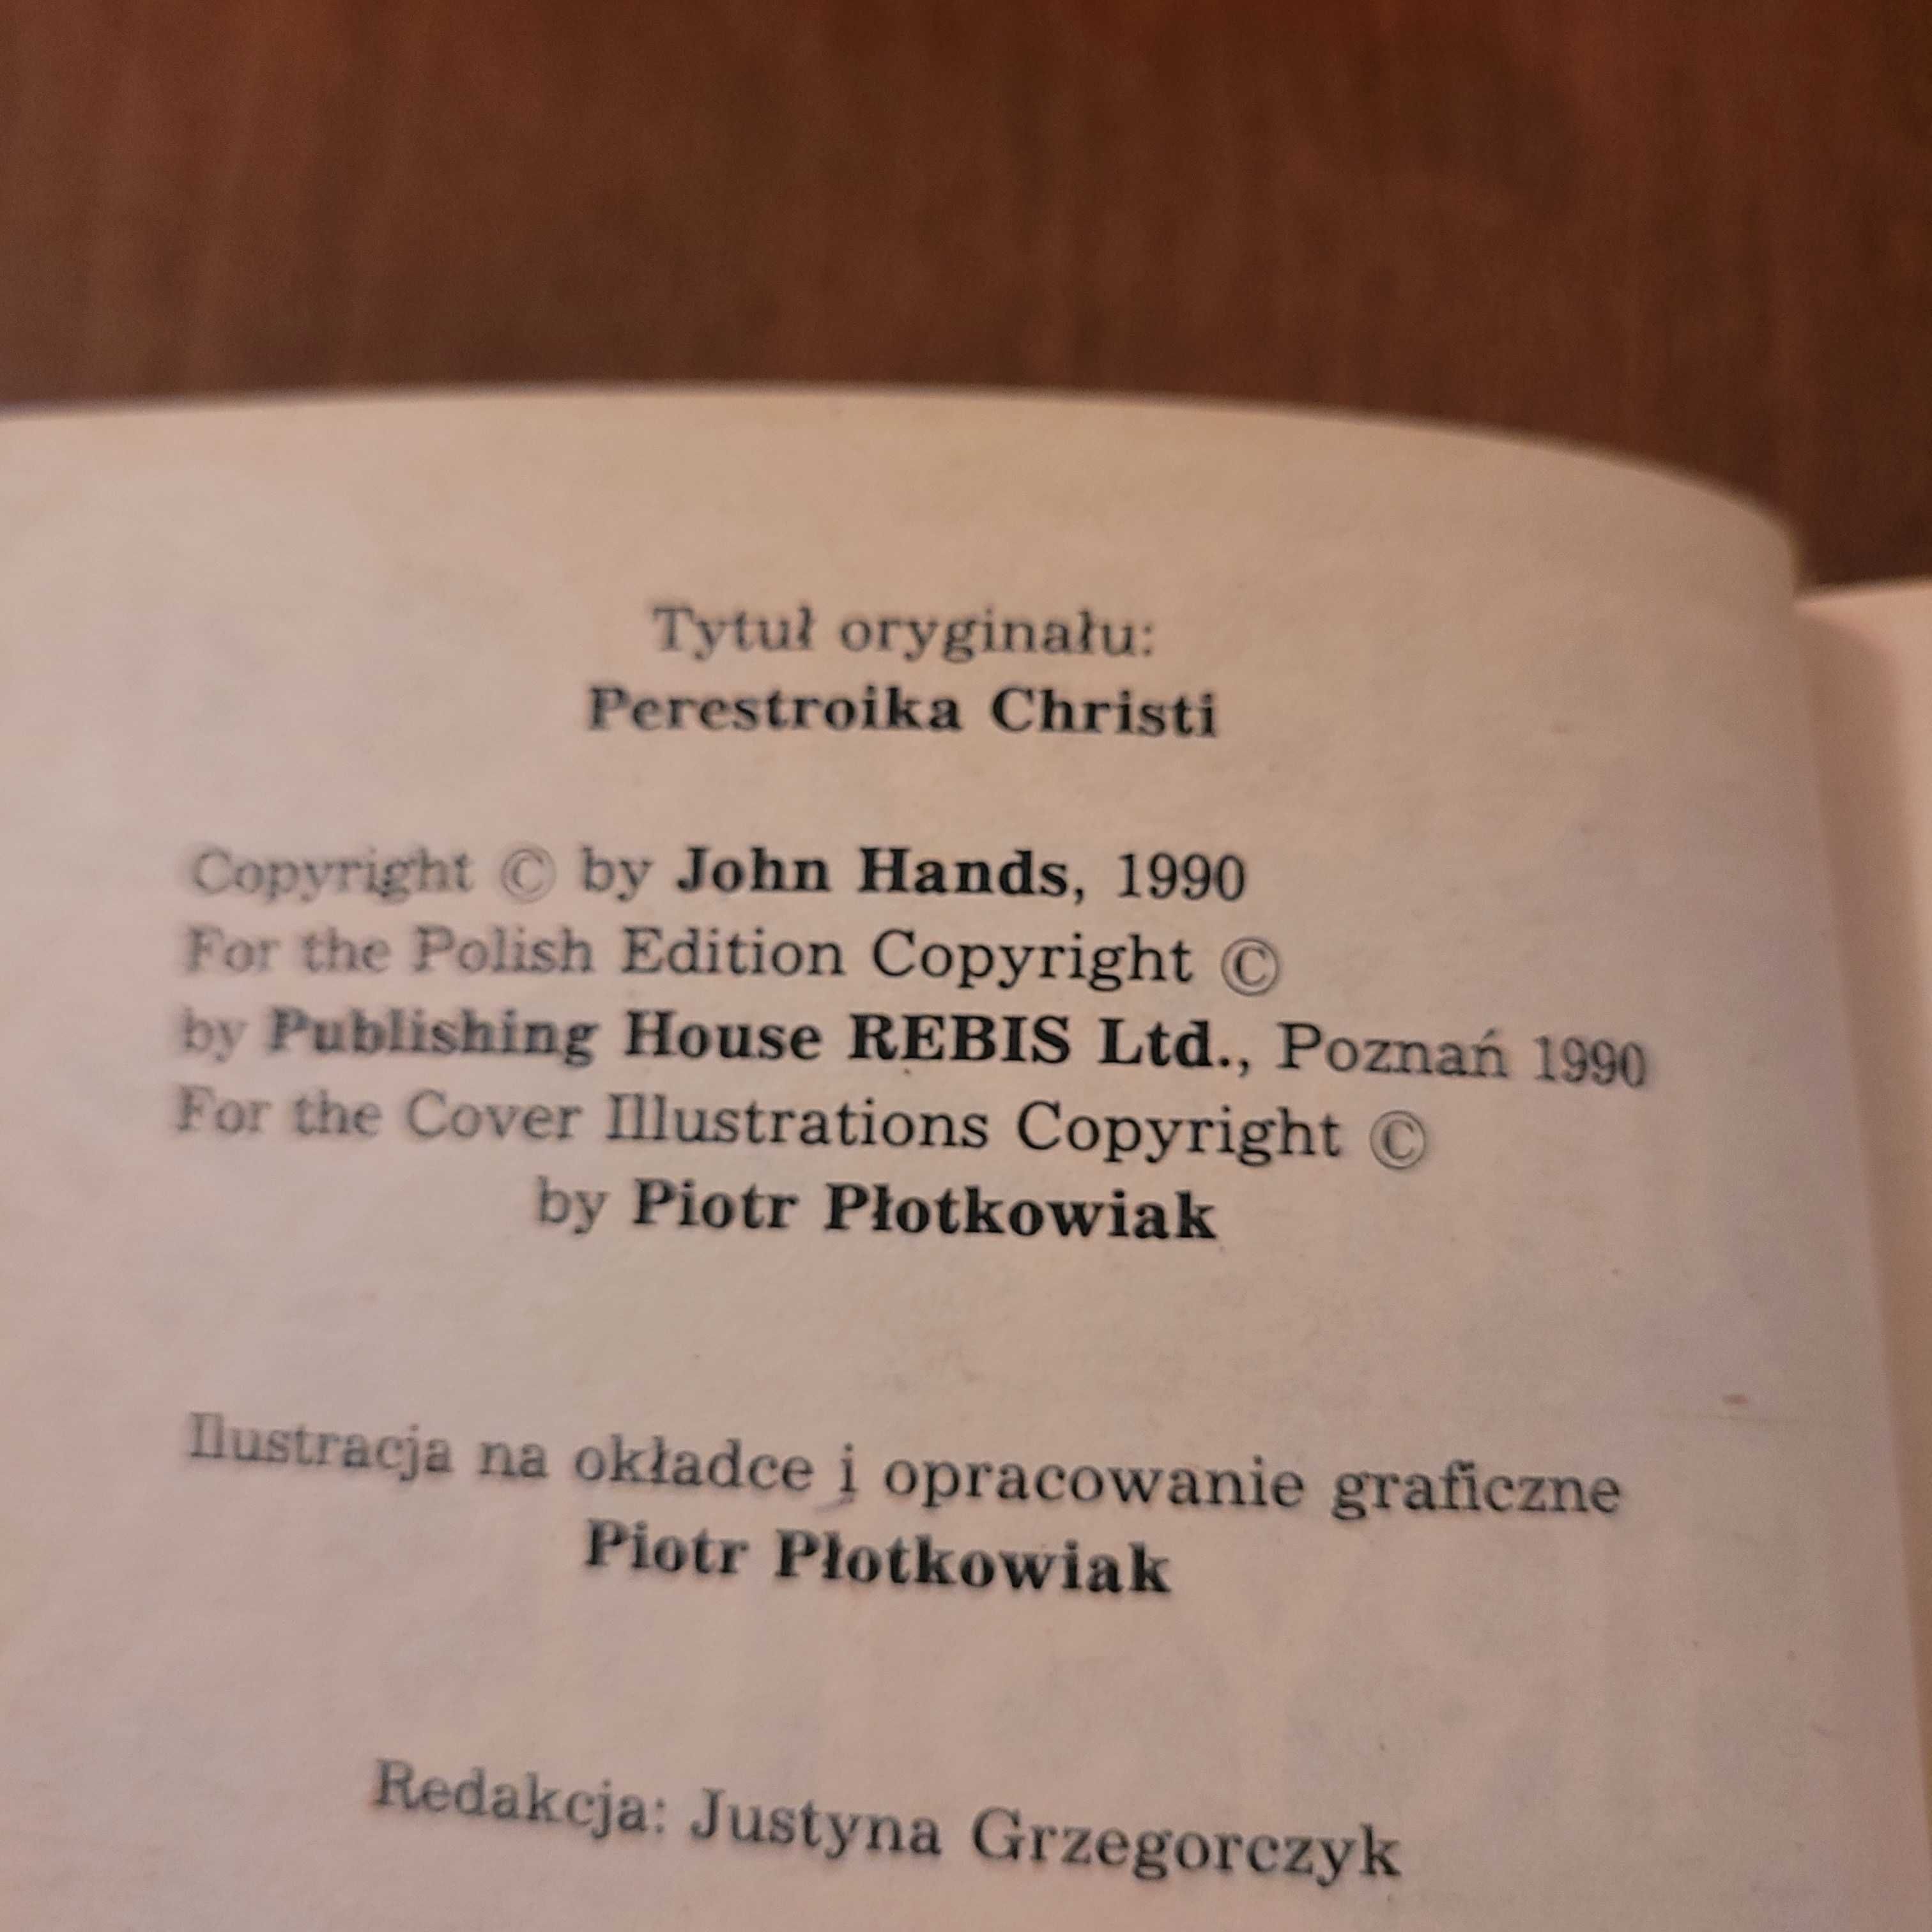 Tytuł oryginału:
Perestroika Christi
Copyright © by John Hands, 1990
For the Polish Edition Copyright ©
by Publishing House REBIS Ltd., Poznań 1990
For the Cover Illustrations Copyright ©
by Piotr Płotkowiak
Ilustracja na okładce i opracowanie graficzne
Piotr Płotkowiak
Redakcja: Justyna Grzegorczyk